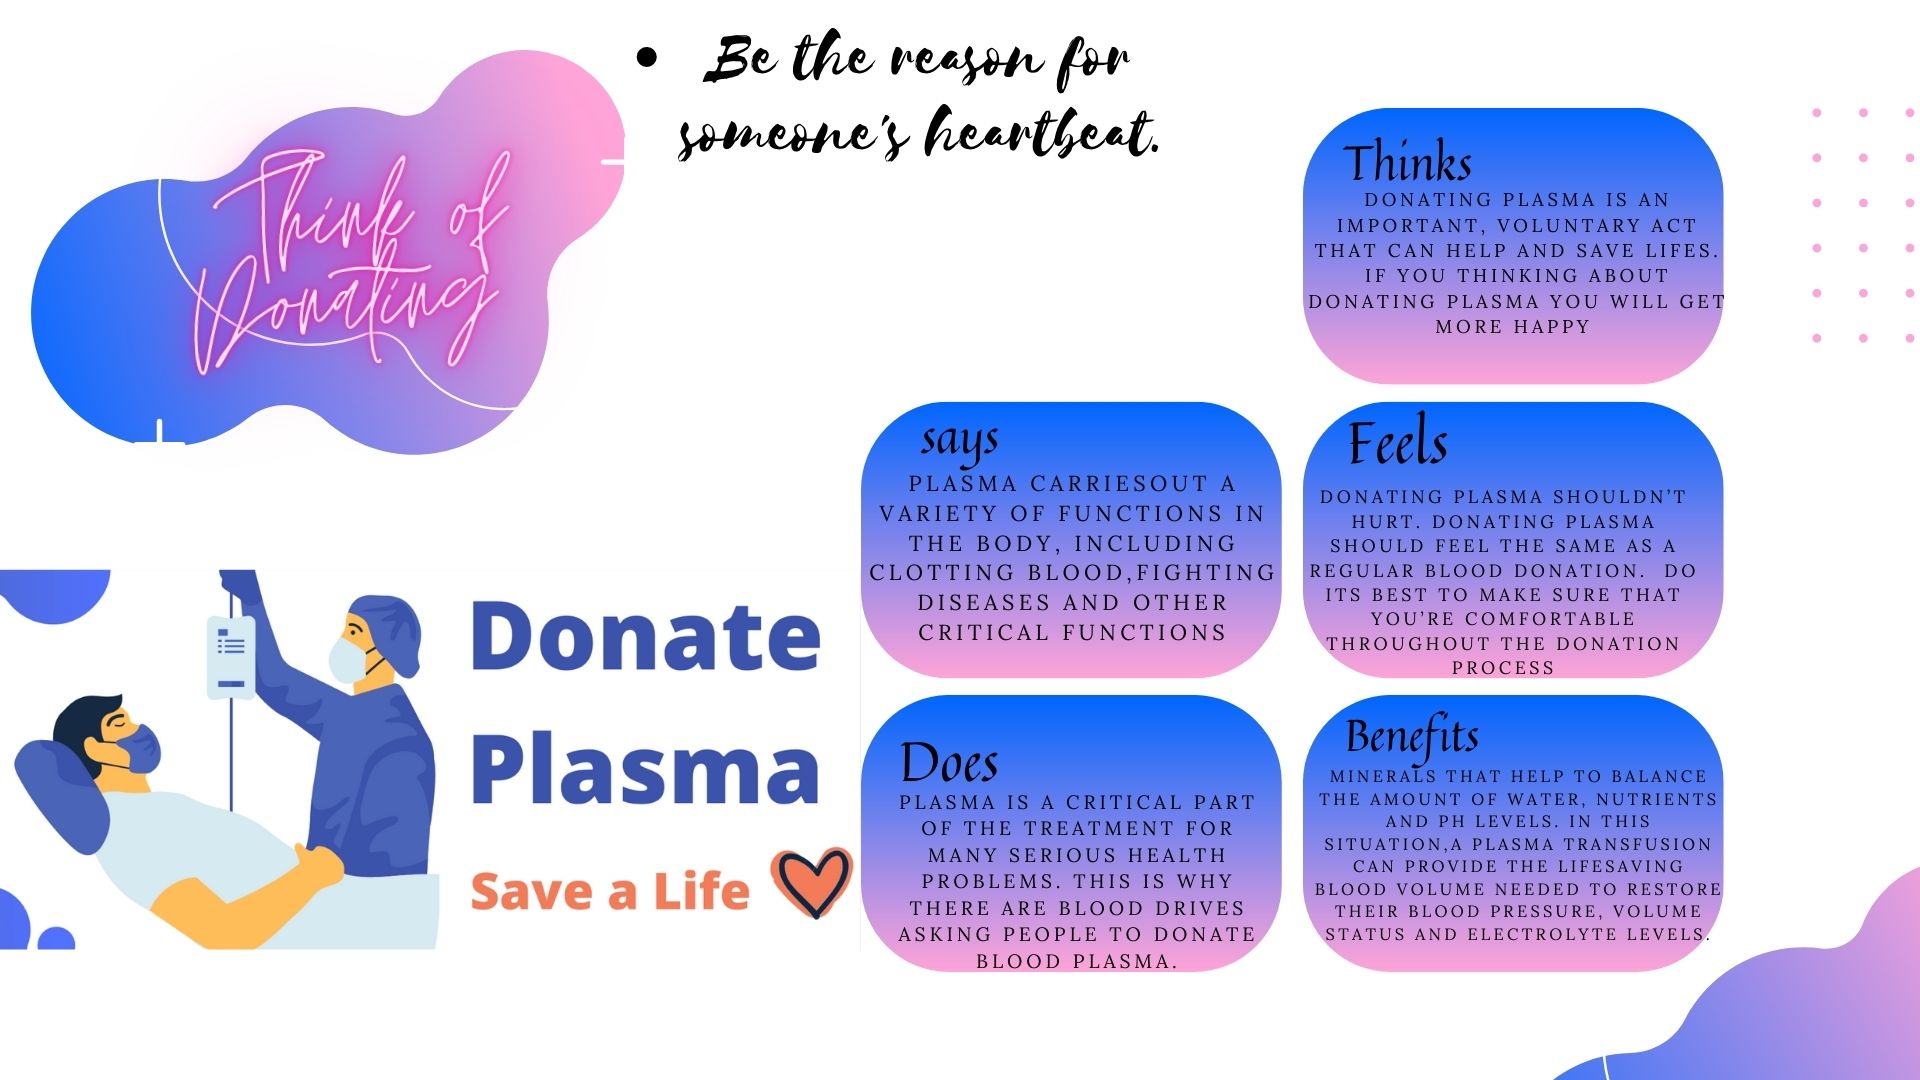 Think of
Donating
• Be the reason for
someone's heartbeat.
Thinks
DONATING PLASMA IS AN
IMPORTANT, VOLUNTARY ACT
THAT CAN HELP AND SAVE LIFES.
IF YOU THINKING ABOUT
DONATING PLASMA YOU WILL GET
MORE HAPPY
says
PLASMA CARRIESOUT A
VARIETY OF FUNCTIONS IN
THE BODY, INCLUDING
CLOTTING BLOOD,FIGHTING
DISEASES AND OTHER
CRITICAL FUNCTIONS
Feels
DONATING PLASMA SHOULDN'T
HURT. DONATING PLASMA
SHOULD FEEL THE SAME AS A
REGULAR BLOOD DONATION. DO
ITS BEST TO MAKE SURE THAT
YOU'RE COMFORTABLE
THROUGHOUT THE DONATION
PROCESS
Donate
Plasma
Save a Life
Does
PLASMA IS A CRITICAL PART
OF THE TREATMENT FOR
MANY SERIOUS HEALTH
PROBLEMS. THIS IS WHY
THERE ARE BLOOD DRIVES
ASKING PEOPLE TO DONATE
BLOOD PLASMA.
Benefits
MINERALS THAT HELP TO BALANCE
THE AMOUNT OF WATER, NUTRIENTS
AND PH LEVELS. IN THIS
SITUATION,A PLASMA TRANSFUSION
CAN PROVIDE THE LIFESAVING
BLOOD VOLUME NEEDED TO RESTORE
THEIR BLOOD PRESSURE, VOLUME
STATUS AND ELECTROLYTE LEVELS.